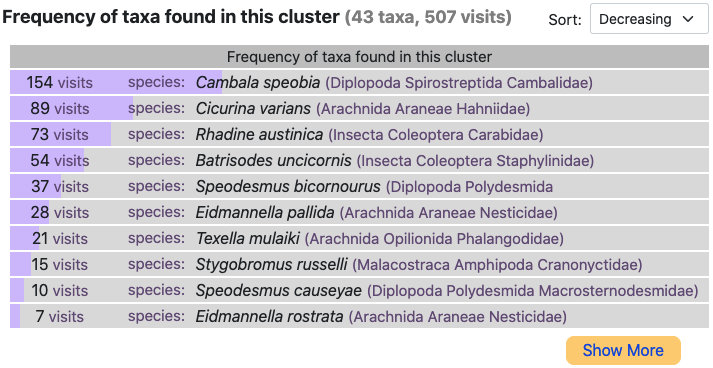 Frequency of taxa found in this cluster (43 taxa, 507 visits) Sort: Decreasing
Frequency of taxa found in this cluster
154 visits species: Cambala speobia (Diplopoda Spirostreptida Cambalidae)
89 visits species: Cicurina varians (Arachnida Araneae Hahniidae)
73 visits species: Rhadine austinica (Insecta Coleoptera Carabidae)
54 visits species: Batrisodes uncicornis (Insecta Coleoptera Staphylinidae)
37 visits species: Speodesmus bicornourus (Diplopoda Polydesmida
28 visits species: Eidmannella pallida (Arachnida Araneae Nesticidae)
21 visits species: Texella mulaiki (Arachnida Opilionida Phalangodidae)
15 visits species: Stygobromus russelli (Malacostraca Amphipoda Cranonyctidae)
10 visits species: Speodesmus causeyae (Diplopoda Polydesmida Macrosternodesmidae)
7 visits species: Eidmannella rostrata (Arachnida Araneae Nesticidae)
Show More